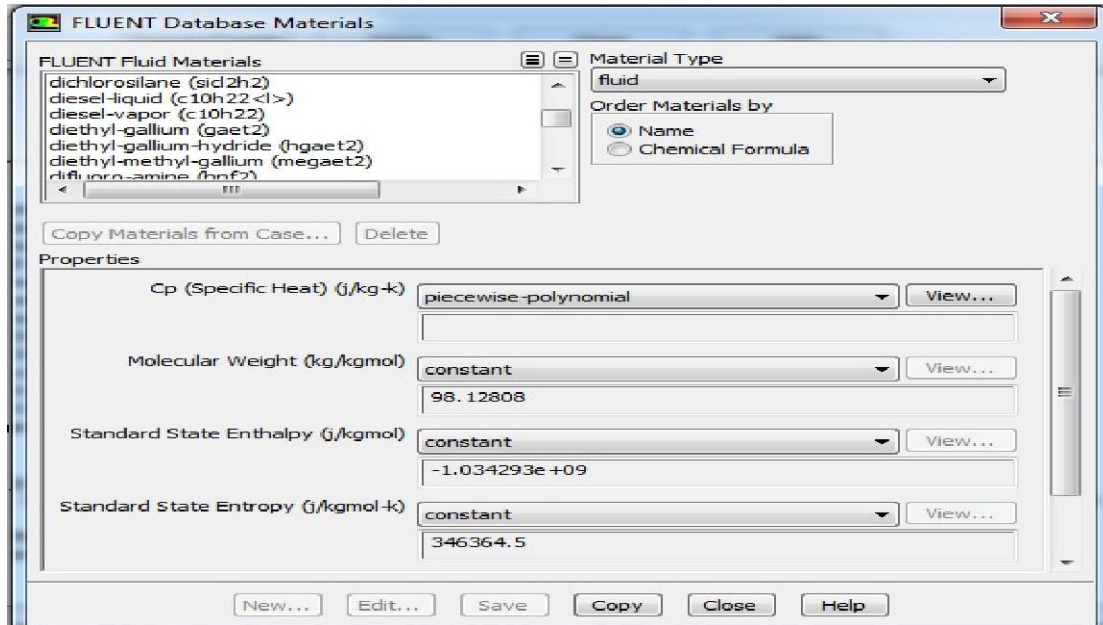 FLUENT Database Materials
FLUENT Fluid Materials
dichlorosilane (sicl2h2)
diesel-liquid (c10h22<l>)
diesel-vapor (c10h22)
diethyl-gallium (gaet2)
diethyl-gallium-hydride (hgaet2)
diethyl-methyl-gallium (megaet2)
difluoro-amine (hnf2)
Material Type
fluid
Order Materials by
Name
Chemical Formula
Copy Materials from Case... Delete
Properties
Cp (Specific Heat) (j/kg-k) piecewise-polynomial View...
Molecular Weight (kg/kgmol) constant View...
98.12808
Standard State Enthalpy (j/kgmol) constant View...
-1.034293e+09
Standard State Entropy (j/kgmol-k) constant View...
346364.5
New... Edit... Save Copy Close Help